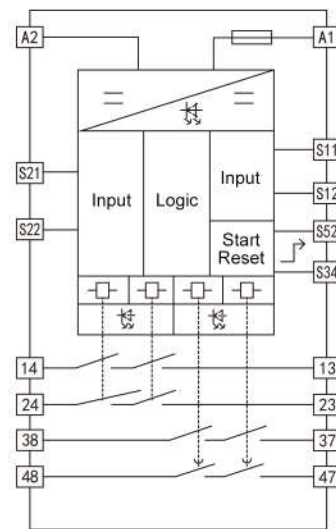 A2
A1
S21
S22
Input
Logic
Input
Start
Reset
S11
S12
S52
S34
14
13
24
23
38
37
48
47